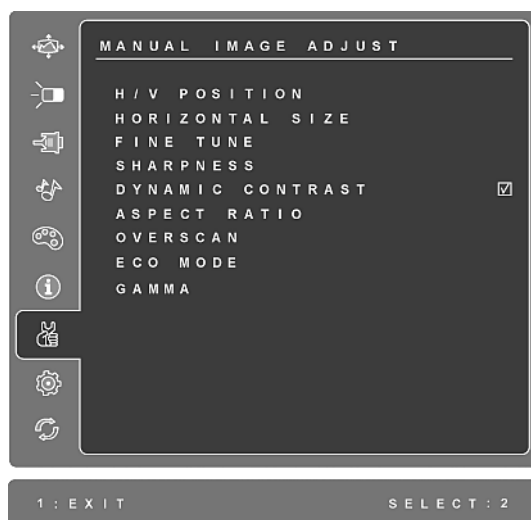 MANUAL IMAGE ADJUST
H/V POSITION
HORIZONTAL SIZE
FINE TUNE
SHARPNESS
DYNAMIC CONTRAST
ASPECT RATIO
OVERSCAN
ECO MODE
GAMMA
1:EXIT SELECT:2